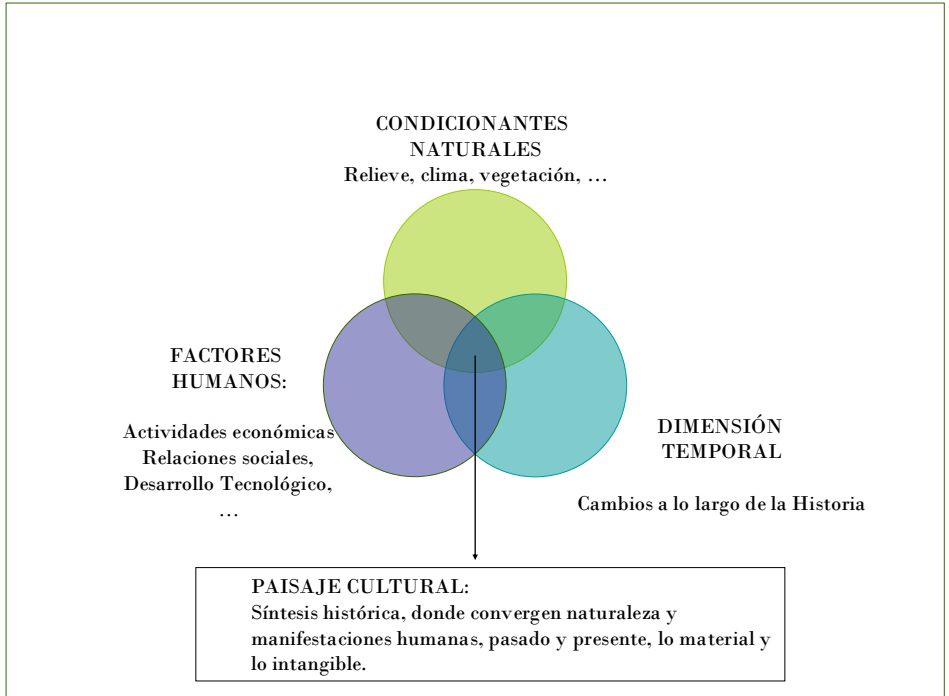 CONDICIONANTES
NATURALES
Relieve, clima, vegetación, …
FACTORES
HUMANOS:
Actividades económicas
Relaciones sociales,
Desarrollo Tecnológico,
…
DIMENSIÓN
TEMPORAL
Cambios a lo largo de la Historia
PAISAJE CULTURAL:
Síntesis histórica, donde convergen naturaleza y
manifestaciones humanas, pasado y presente, lo material y
lo intangible.